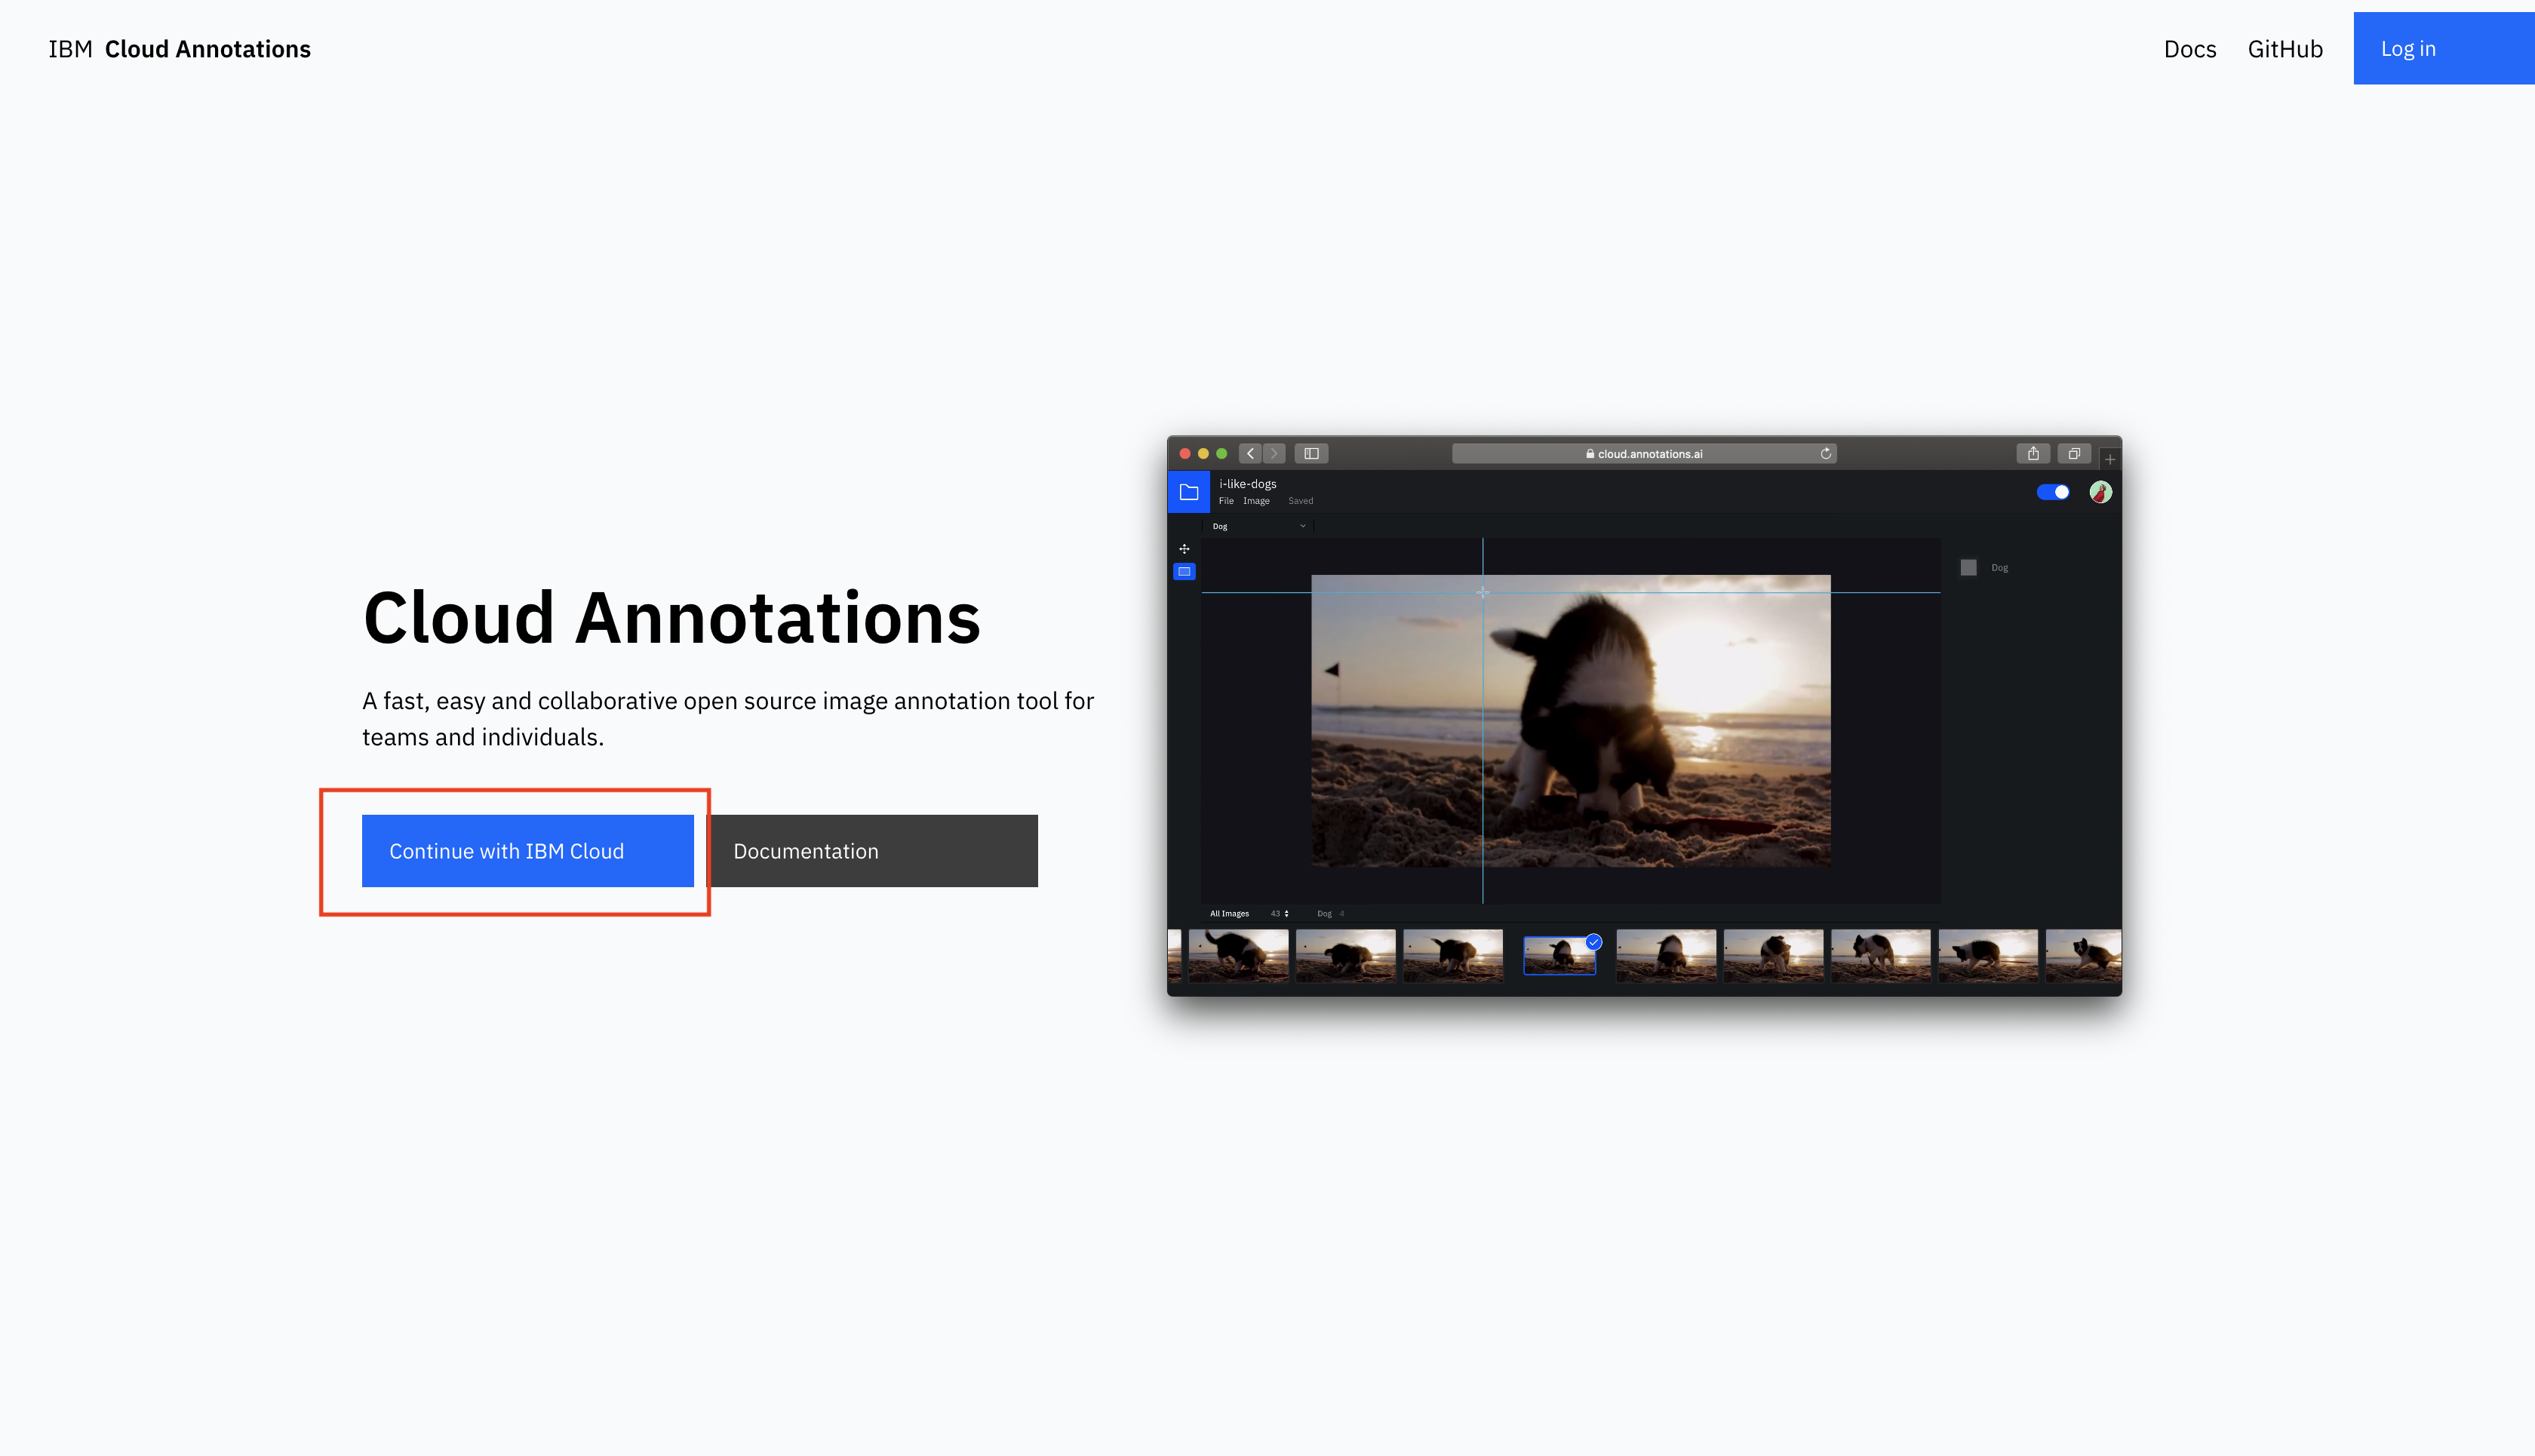 IBM Cloud Annotations
Docs
GitHub
Log in
Cloud Annotations
A fast, easy and collaborative open source image annotation tool for
teams and individuals.
Continue with IBM Cloud
Documentation
cloud.annotations.ai
i-like-dogs
File Image Saved
Dog
Dog
All Images 43 Dog 4